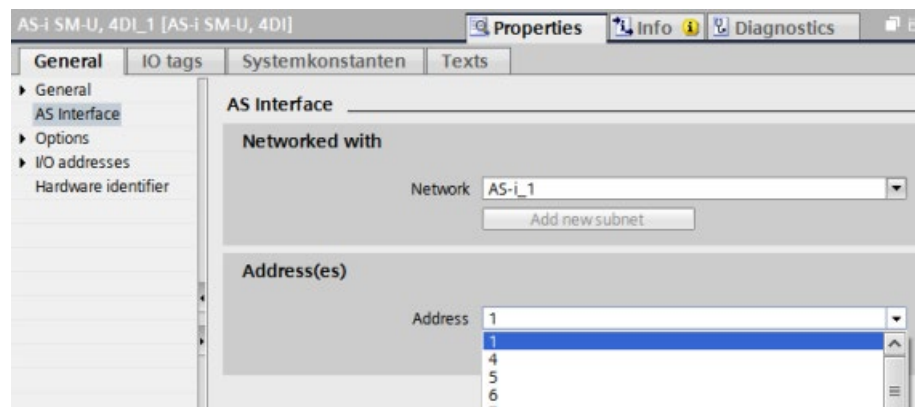 AS-i SM-U, 4DI_1 [AS-i SM-U, 4DI]
Properties
Info
Diagnostics
General
IO tags
Systemkonstanten
Texts
General
AS Interface
Options
I/O addresses
Hardware identifier
AS Interface
Networked with
Network
AS-i_1
Add new subnet
Address(es)
Address
1
1
4
5
6